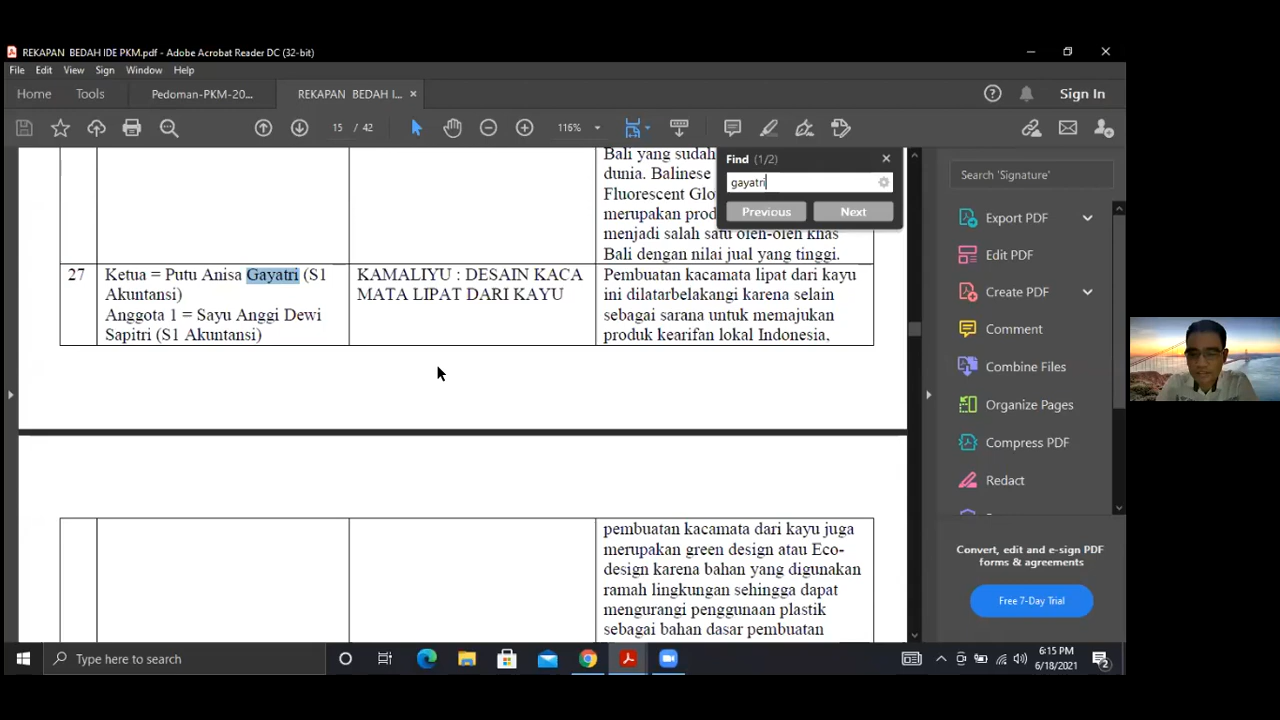 REKAPAN BEDAH IDE PKM.pdf - Adobe Acrobat Reader DC (32-bit)
File Edit View Sign Window Help
Home Tools Pedoman-PKM-20... REKAPAN BEDAH I... × Sign In
15 / 42 116%
Find (1/2)
gayatri
Previous Next
Search 'Signature'
Export PDF
Edit PDF
Create PDF
Comment
Combine Files
Organize Pages
Compress PDF
Redact
Convert, edit and e-sign PDF
forms & agreements
Free 7-Day Trial
Bali yang sudah
dunia. Balinese
Fluorescent Glo
merupakan prod
menjadi salah satu oleh-oleh khas
Bali dengan nilai jual yang tinggi.
27 Ketua = Putu Anisa Gayatri (S1
Akuntansi)
Anggota 1 = Sayu Anggi Dewi
Sapitri (S1 Akuntansi)
KAMALIYU : DESAIN KACA
MATA LIPAT DARI KAYU
Pembuatan kacamata lipat dari kayu
ini dilatarbelakangi karena selain
sebagai sarana untuk memajukan
produk kearifan lokal Indonesia,
pembuatan kacamata dari kayu juga
merupakan green design atau Eco-
design karena bahan yang digunakan
ramah lingkungan sehingga dapat
mengurangi penggunaan plastik
sebagai bahan dasar pembuatan
Type here to search
6:15 PM
6/18/2021
2